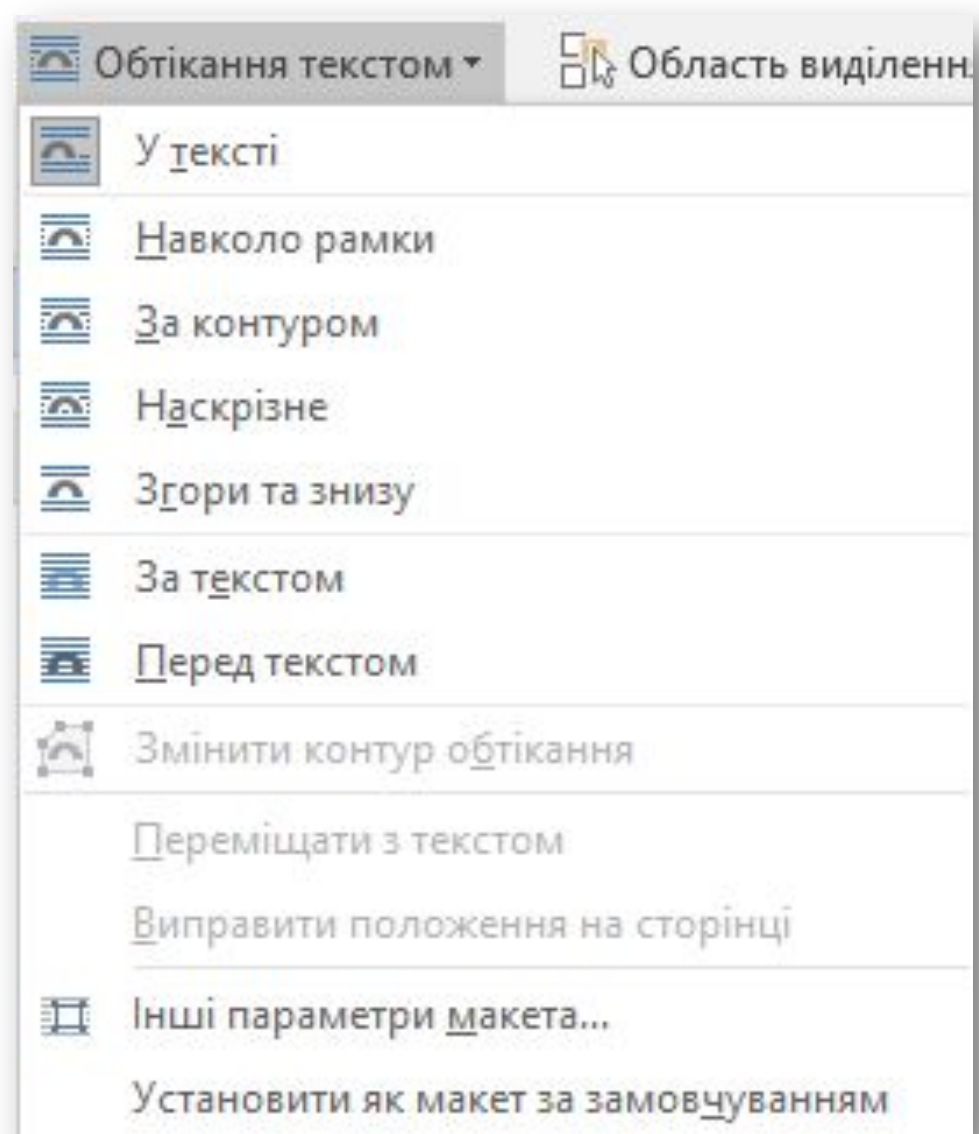 Обтікання текстом
Область виділенн
У тексті
Навколо рамки
За контуром
Наскрізне
Згори та знизу
За текстом
Перед текстом
Змінити контур обтікання
Переміщати з текстом
Виправити положення на сторінці
Інші параметри макета...
Установити як макет за замовчуванням